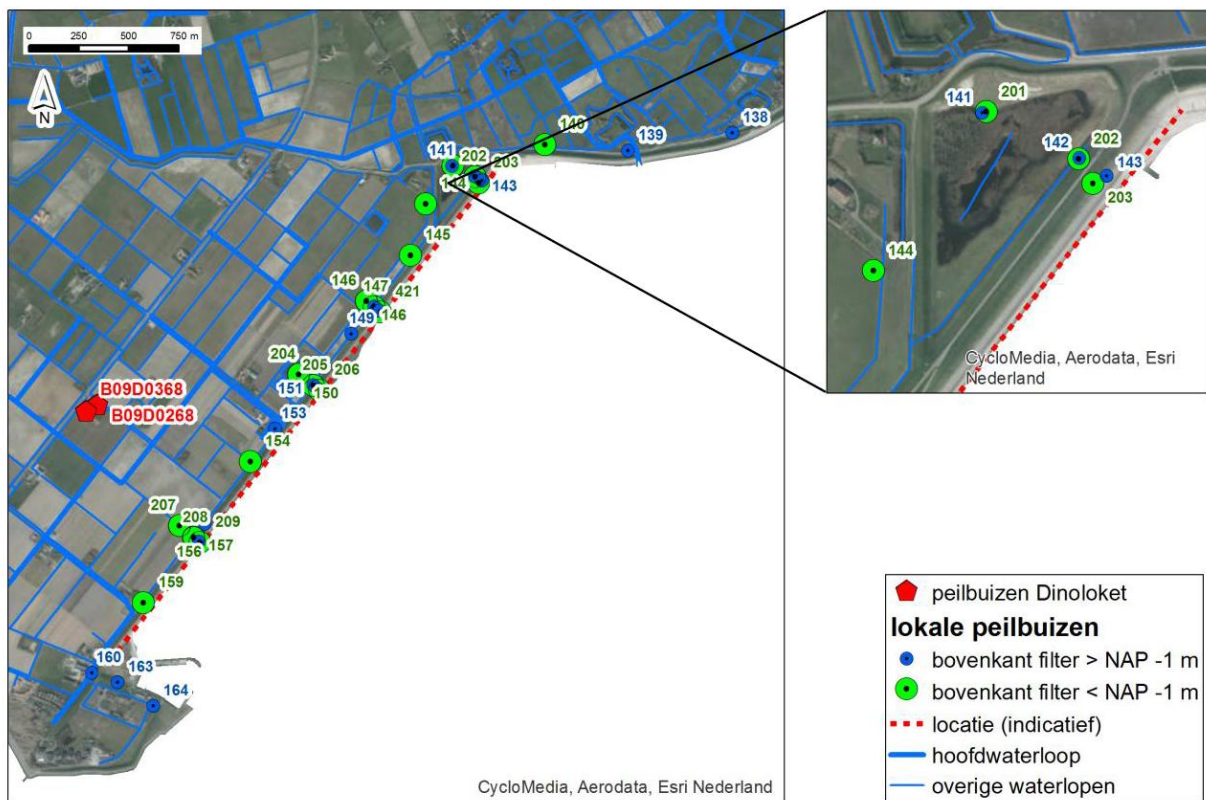 0 250 500 750 m
N
138
139
140
141
202
203
144
143
145
146
147
421
146
149
204
205
206
151
150
153
154
B09D0368
B09D0268
207
208
209
156
157
159
160
163
164
CycloMedia, Aerodata, Esri Nederland
141
201
142
202
143
203
144
CycloMedia, Aerodata, Esri
Nederland
peilbuizen Dinoloket
lokale peilbuizen
bovenkant filter > NAP -1 m
bovenkant filter < NAP -1 m
locatie (indicatief)
hoofdwaterloop
overige waterlopen